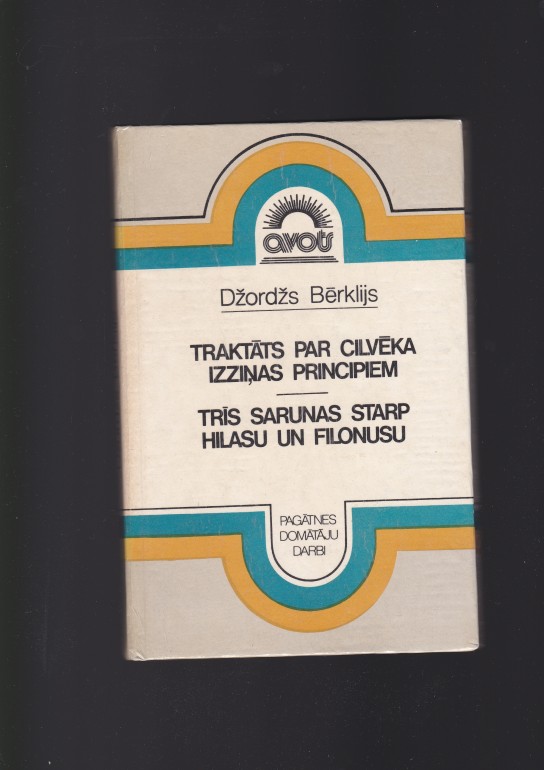 avots
Džordžs Bērklijs
TRAKTĀTS PAR CILVĒKA
IZZIŅAS PRINCIPIEM
TRĪS SARUNAS STARP
HILASU UN FILONUSU
PAGĀTNES
DOMĀTĀJU
DARBI